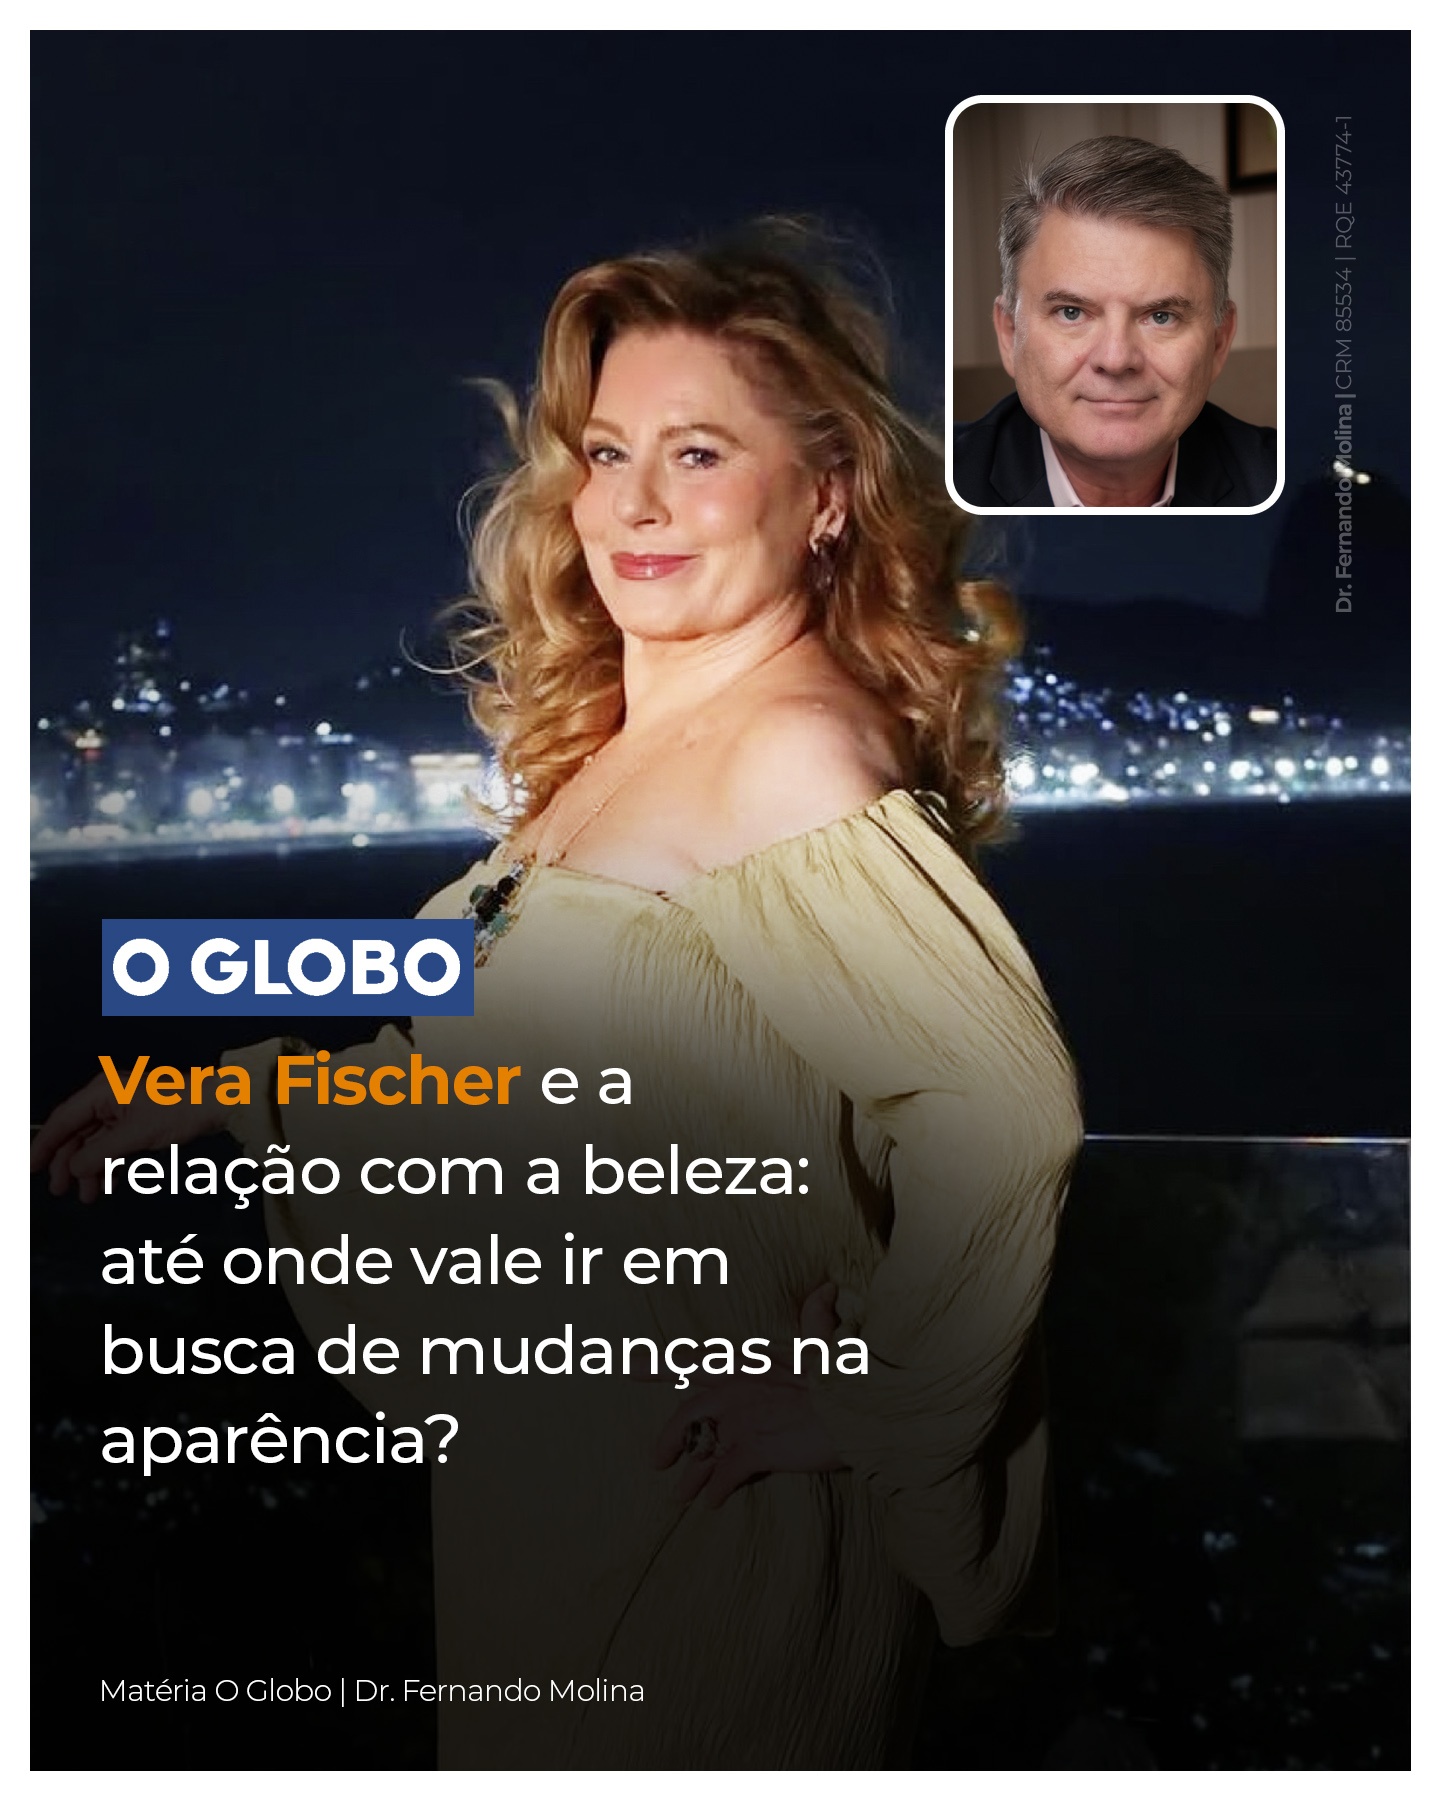 Dr. Fernando Molina | CRM 85534 | RQE 43774-1
O GLOBO
Vera Fischer e a
relação com a beleza:
até onde vale ir em
busca de mudanças na
aparência?
Matéria O Globo | Dr. Fernando Molina